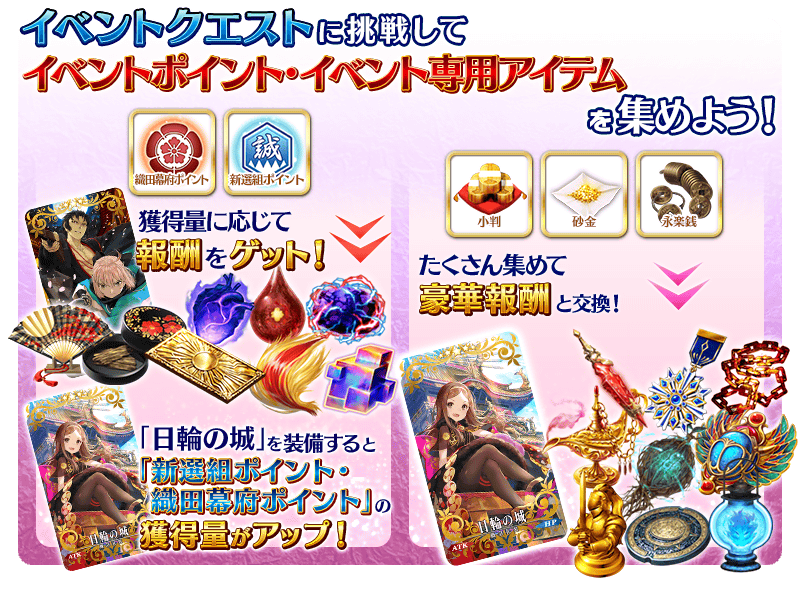 イベントクエストに挑戦して
イベントポイント・イベント専用アイテム
を集めよう!
織田幕府ポイント
誠
新選組ポイント
獲得量に応じて
報酬をゲット!
「日輪の城」を装備すると
「新選組ポイント・
織田幕府ポイント」の
獲得量がアップ!
日輪の城
ATK
小判
砂金
永楽銭
たくさん集めて
豪華報酬と交換!
日輪の城
ATK
HP